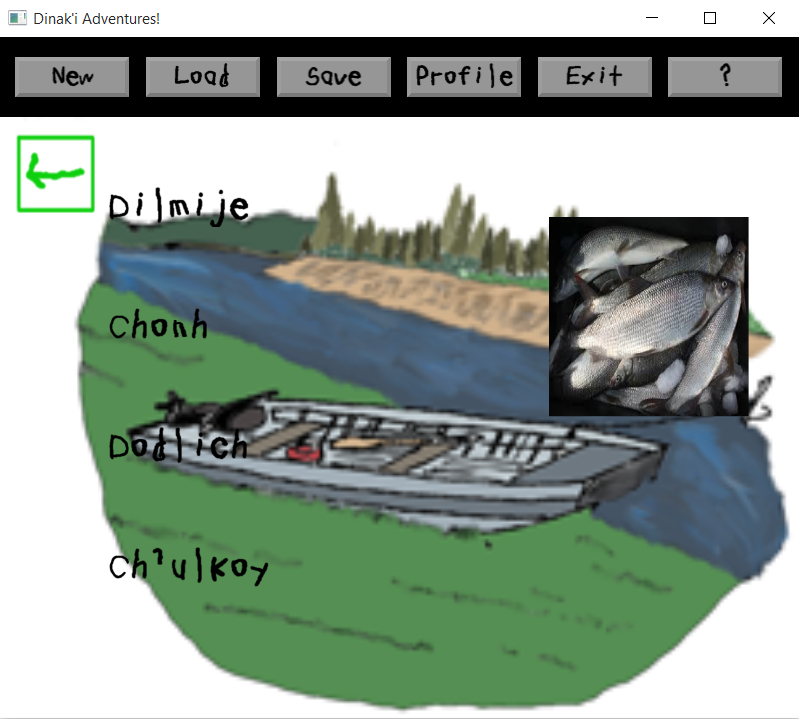 Dinak'i Adventures!
New Load Save Profile Exit ?
Dilmije
Chonh
Dodlich
Ch'ulkoy